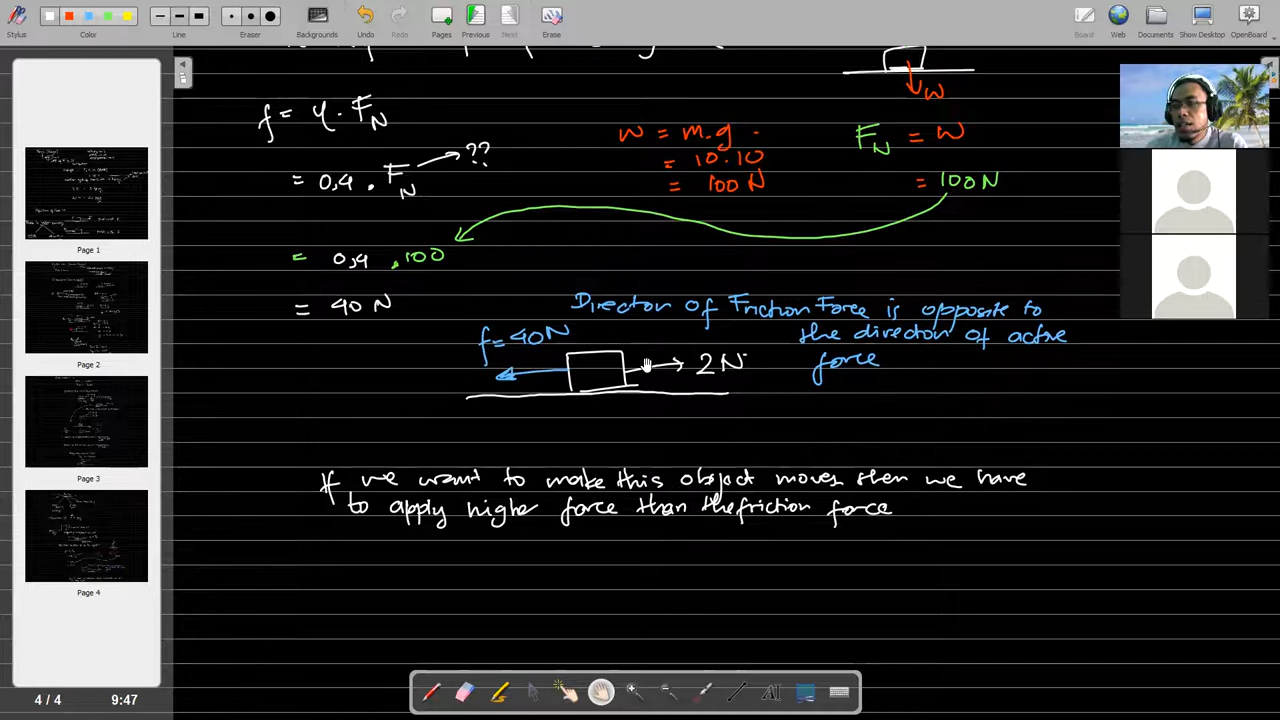 Stylus
Color
Line
Eraser
Backgrounds
Undo
Redo
Pages
Previous
Next
Erase
Board
Web
Documents
Show Desktop
OpenBoard
W
f = μ . F_N
= 0,4 . F_N → ??
W = m.g
= 10.10
= 100 N
F_N = W
= 100 N
= 0,4 .100
= 40 N
Direction of Friction Force is opposite to
the direction of active
force
f = 40N
2 N
If we want to make this object moves then we have
to apply higher force than the friction force
Page 1
Page 2
Page 3
Page 4
4 / 4
9:47